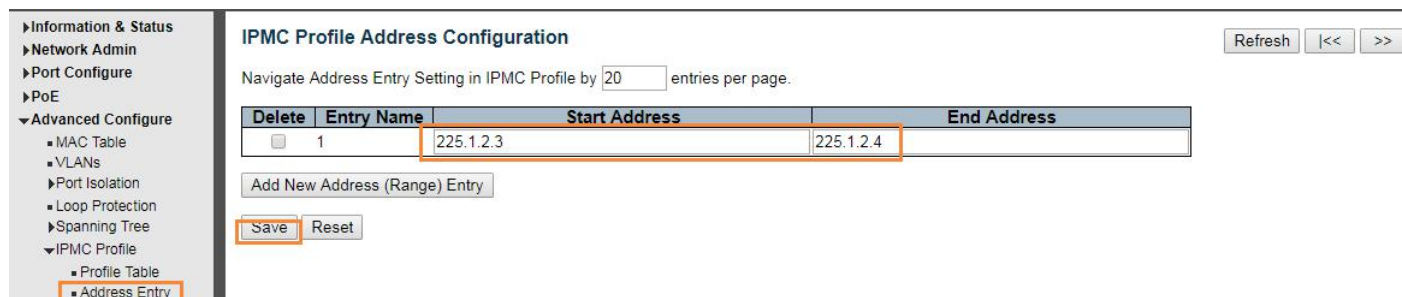 Information & Status
Network Admin
Port Configure
PoE
Advanced Configure
MAC Table
VLANs
Port Isolation
Loop Protection
Spanning Tree
IPMC Profile
Profile Table
Address Entry
IPMC Profile Address Configuration
Refresh |<< >>
Navigate Address Entry Setting in IPMC Profile by 20 entries per page.
Delete Entry Name Start Address End Address
1 225.1.2.3 225.1.2.4
Add New Address (Range) Entry
Save Reset